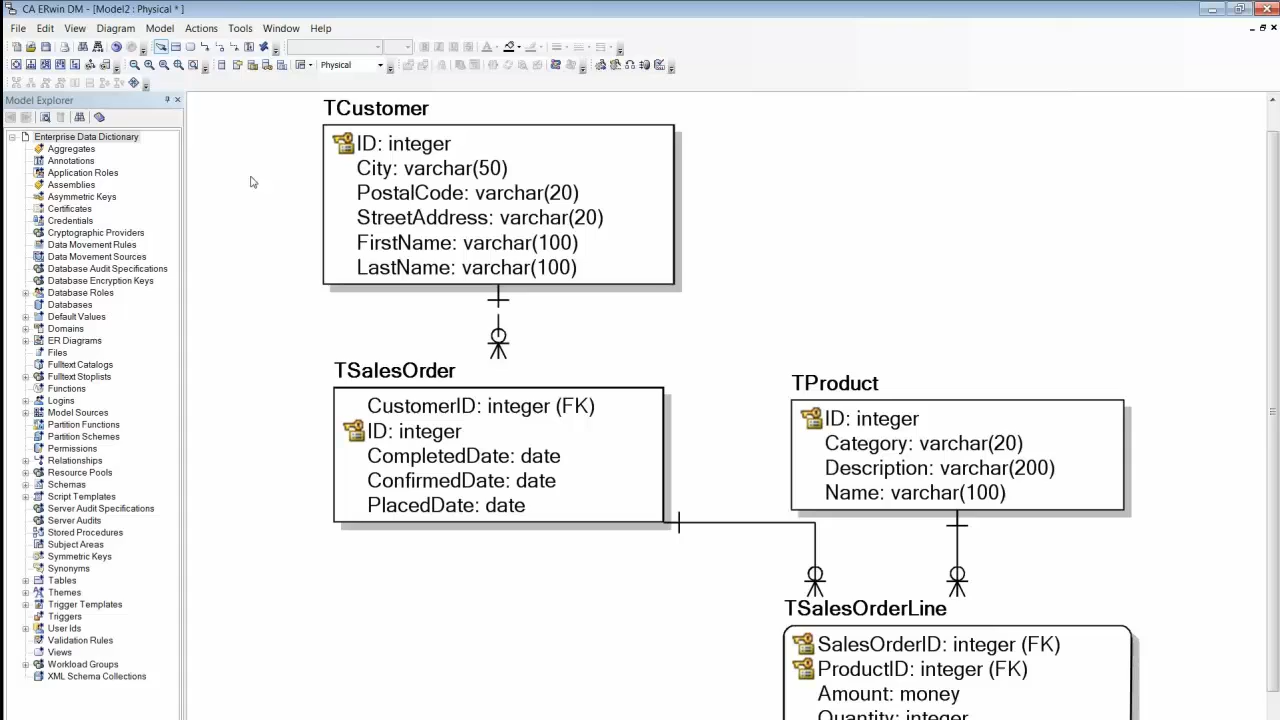 CA ERwin DM - [Model2 : Physical * ]
File Edit View Diagram Model Actions Tools Window Help
Physical
Model Explorer
Enterprise Data Dictionary
Aggregates
Annotations
Application Roles
Assemblies
Asymmetric Keys
Certificates
Credentials
Cryptographic Providers
Data Movement Rules
Data Movement Sources
Database Audit Specifications
Database Encryption Keys
Database Roles
Databases
Default Values
Domains
ER Diagrams
Files
Fulltext Catalogs
Fulltext Stoplists
Functions
Logins
Model Sources
Partition Functions
Partition Schemes
Permissions
Relationships
Resource Pools
Schemas
Script Templates
Server Audit Specifications
Server Audits
Stored Procedures
Subject Areas
Symmetric Keys
Synonyms
Tables
Themes
Trigger Templates
Triggers
User Ids
Validation Rules
Views
Workload Groups
XML Schema Collections
TCustomer
ID: integer
City: varchar(50)
PostalCode: varchar(20)
StreetAddress: varchar(20)
FirstName: varchar(100)
LastName: varchar(100)
TSalesOrder
CustomerID: integer (FK)
ID: integer
CompletedDate: date
ConfirmedDate: date
PlacedDate: date
TProduct
ID: integer
Category: varchar(20)
Description: varchar(200)
Name: varchar(100)
TSalesOrderLine
SalesOrderID: integer (FK)
ProductID: integer (FK)
Amount: money
Quantity: integer